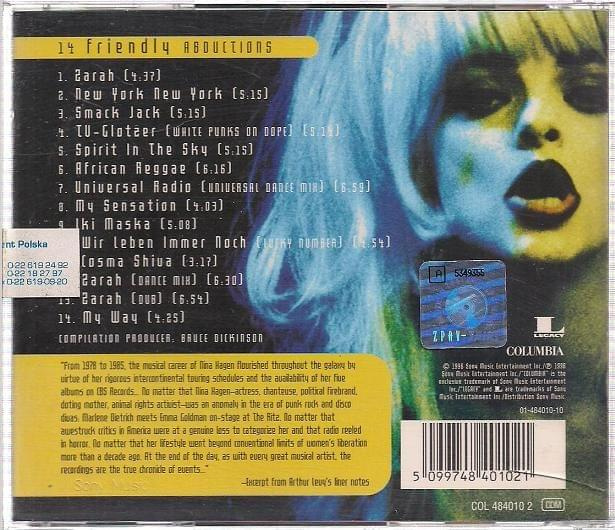 14 Friendly ABDUCTIONS
1. Zarah (4:37)
2. New York New York (5:15)
3. Smack Jack (5:15)
4. TV-Glotzer (WHITE PUNKS ON DOPE) (5:15)
5. Spirit In The Sky (5:15)
6. African Reggae (6:16)
7. Universal Radio (UNIVERSAL DANCE MIX) (6:59)
8. My Sensation (4:03)
9. Iki Maska (5:08)
Wir Leben Immer Noch (LUCKY NUMBER) (4:54)
Cosma Shiva (3:17)
Zarah (DANCE MIX) (6:30)
13. Zarah (DUB) (6:54)
14. My Way (4:25)
COMPILATION PRODUCER: BRUCE DICKINSON
ent Polska
0-22 619 24 92
0-22 18 27 97
0-22 619-09-20
"From 1978 to 1985, the musical career of Nina Hagen flourished throughout the galaxy by
virtue of her rigorous intercontinental touring schedules and the availability of her five
albums on CBS Records... No matter that Nina Hagen–actress, chanteuse, political firebrand,
doting mother, animal rights activist–was an anomaly in the era of punk rock and disco
divas: Marlene Dietrich meets Emma Goldman on-stage at The Ritz. No matter that
awestruck critics in America were at a genuine loss to categorize her and that radio reeled
in horror. No matter that her lifestyle went beyond conventional limits of women's liberation
more than a decade ago. At the end of the day, as with every great musical artist, the
recordings are the true chronicle of events..."
–Excerpt from Arthur Levy's liner notes
Sony Music
A 5349355
ZPAV
L
LEGACY
COLUMBIA
© 1996 Sony Music Entertainment Inc./℗ 1996
Sony Music Entertainment Inc./"COLUMBIA" is the
exclusive trademark of Sony Music Entertainment
Inc./"LEGACY" and L are trademarks of Sony
Music Entertainment Inc./Distribution Sony Music
01-484010-10
5 099748 401021
COL 484010 2